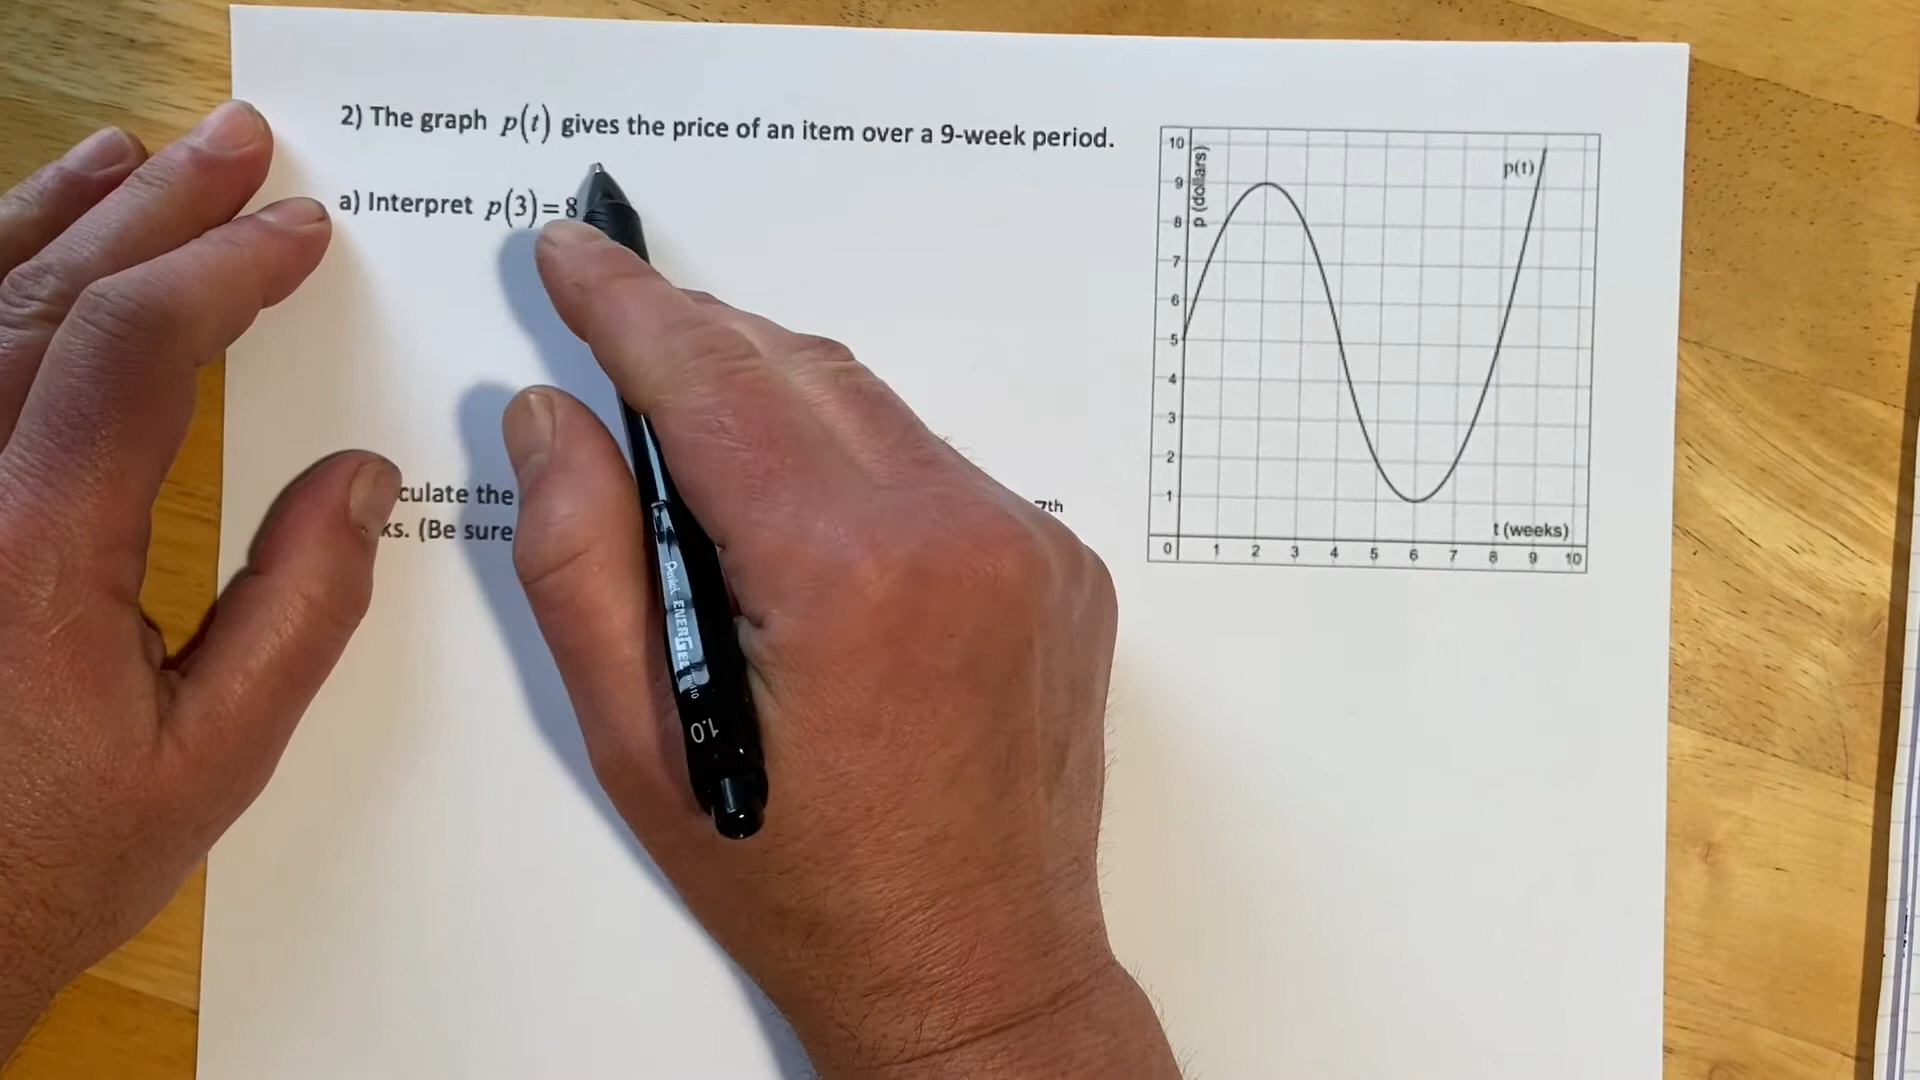 2) The graph p(t) gives the price of an item over a 9-week period.
a) Interpret p(3)=8
culate the
7th
ks. (Be sure
10
9
8
7
6
5
4
3
2
1
p (dollars)
p(t)
t (weeks)
0 1 2 3 4 5 6 7 8 9 10
Pentel ENERGEL
1.0